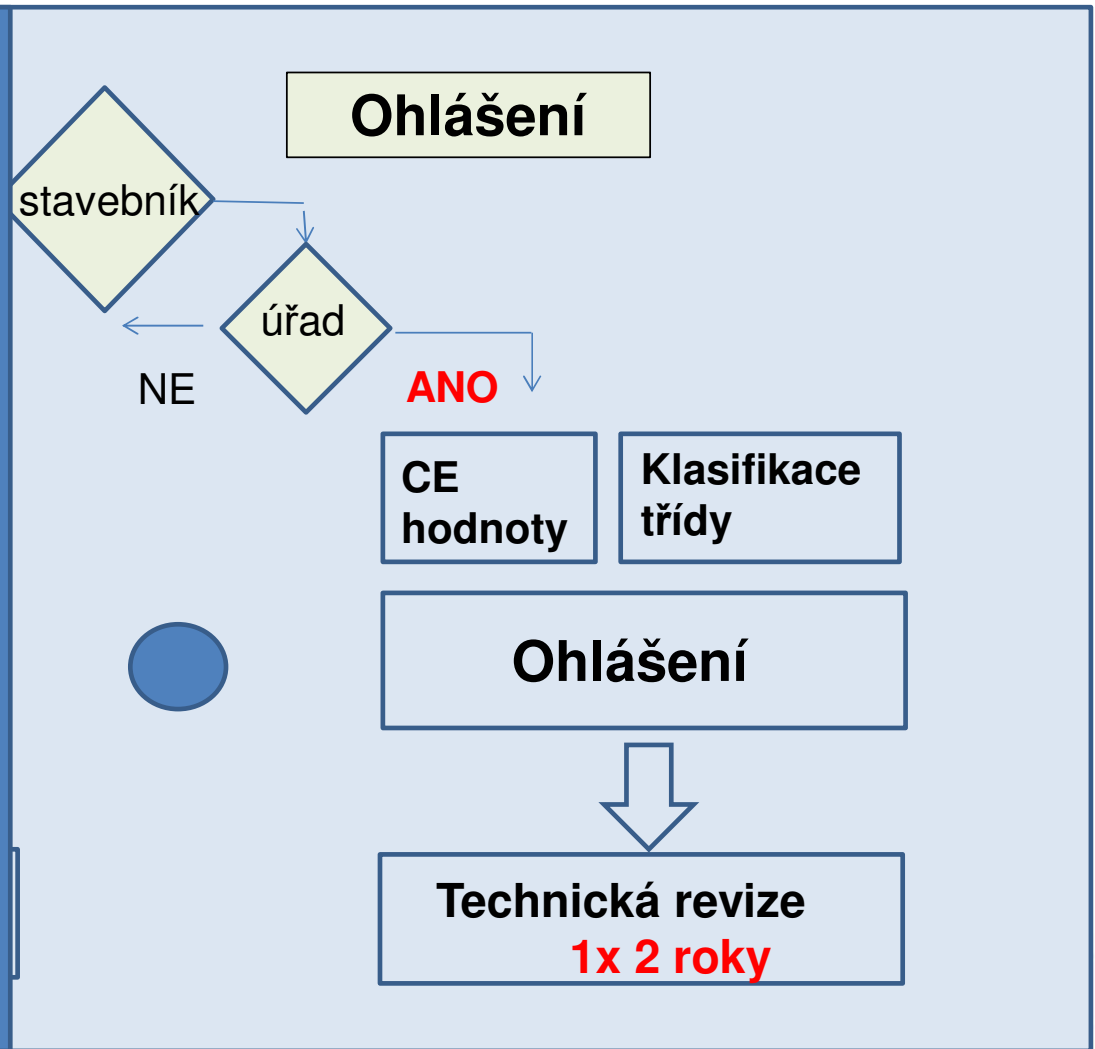 Ohlášení
stavebník
úřad
NE
ANO
CE
hodnoty
Klasifikace
třídy
Ohlášení
Technická revize
1x 2 roky